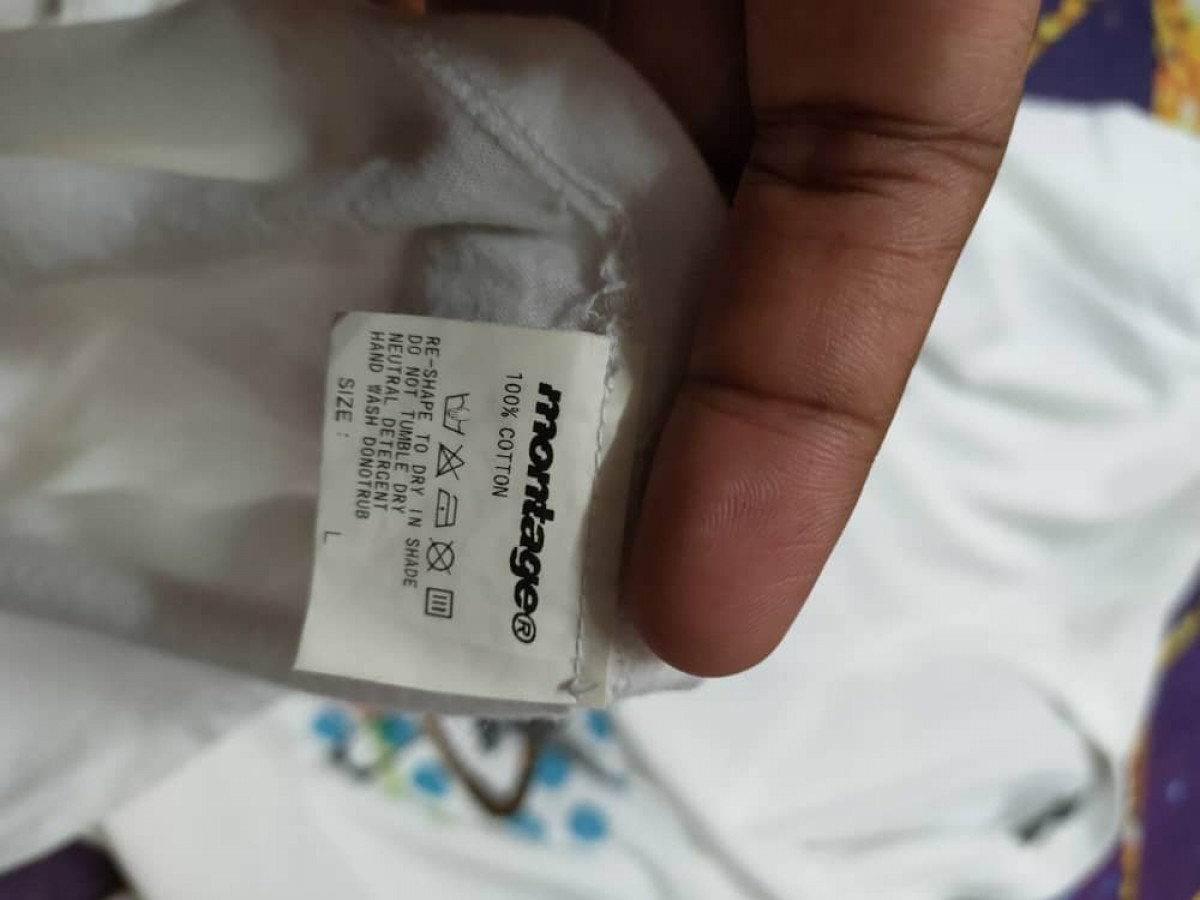 montage®
100% COTTON
RE-SHAPE TO DRY IN SHADE
DO NOT TUMBLE DRY
NEUTRAL DETERGENT
HAND WASH DONOTRUB
SIZE : L